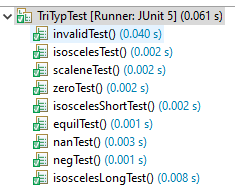 TriTypTest [Runner: JUnit 5] (0.061 s)
invalidTest() (0.040 s)
isoscelesTest() (0.002 s)
scaleneTest() (0.002 s)
zeroTest() (0.002 s)
isoscelesShortTest() (0.002 s)
equilTest() (0.001 s)
nanTest() (0.003 s)
negTest() (0.001 s)
isoscelesLongTest() (0.008 s)